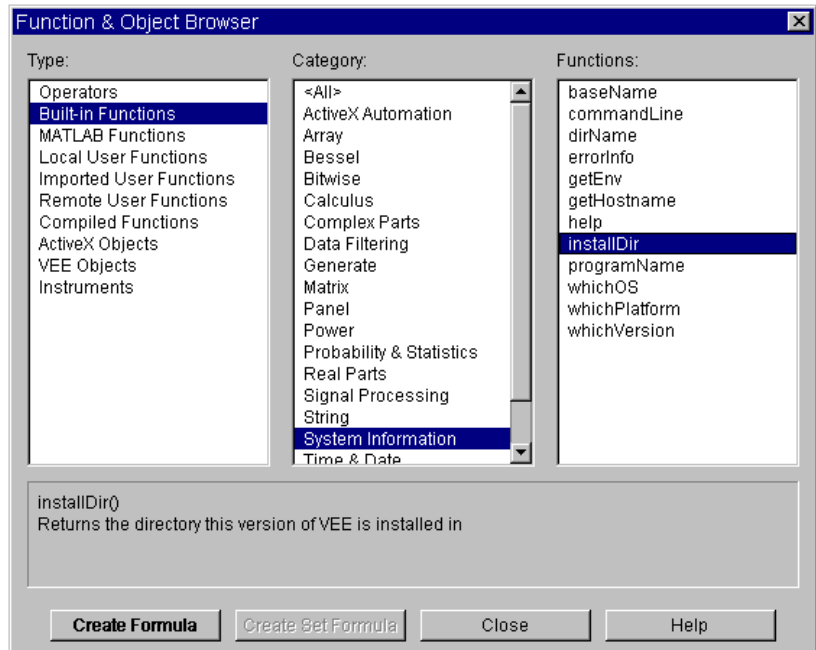 Function & Object Browser
Type:
Operators
Built-in Functions
MATLAB Functions
Local User Functions
Imported User Functions
Remote User Functions
Compiled Functions
ActiveX Objects
VEE Objects
Instruments
Category:
<All>
ActiveX Automation
Array
Bessel
Bitwise
Calculus
Complex Parts
Data Filtering
Generate
Matrix
Panel
Power
Probability & Statistics
Real Parts
Signal Processing
String
System Information
Time & Date
Functions:
baseName
commandLine
dirName
errorInfo
getEnv
getHostname
help
installDir
programName
whichOS
whichPlatform
whichVersion
installDir()
Returns the directory this version of VEE is installed in
Create Formula
Create Set Formula
Close
Help